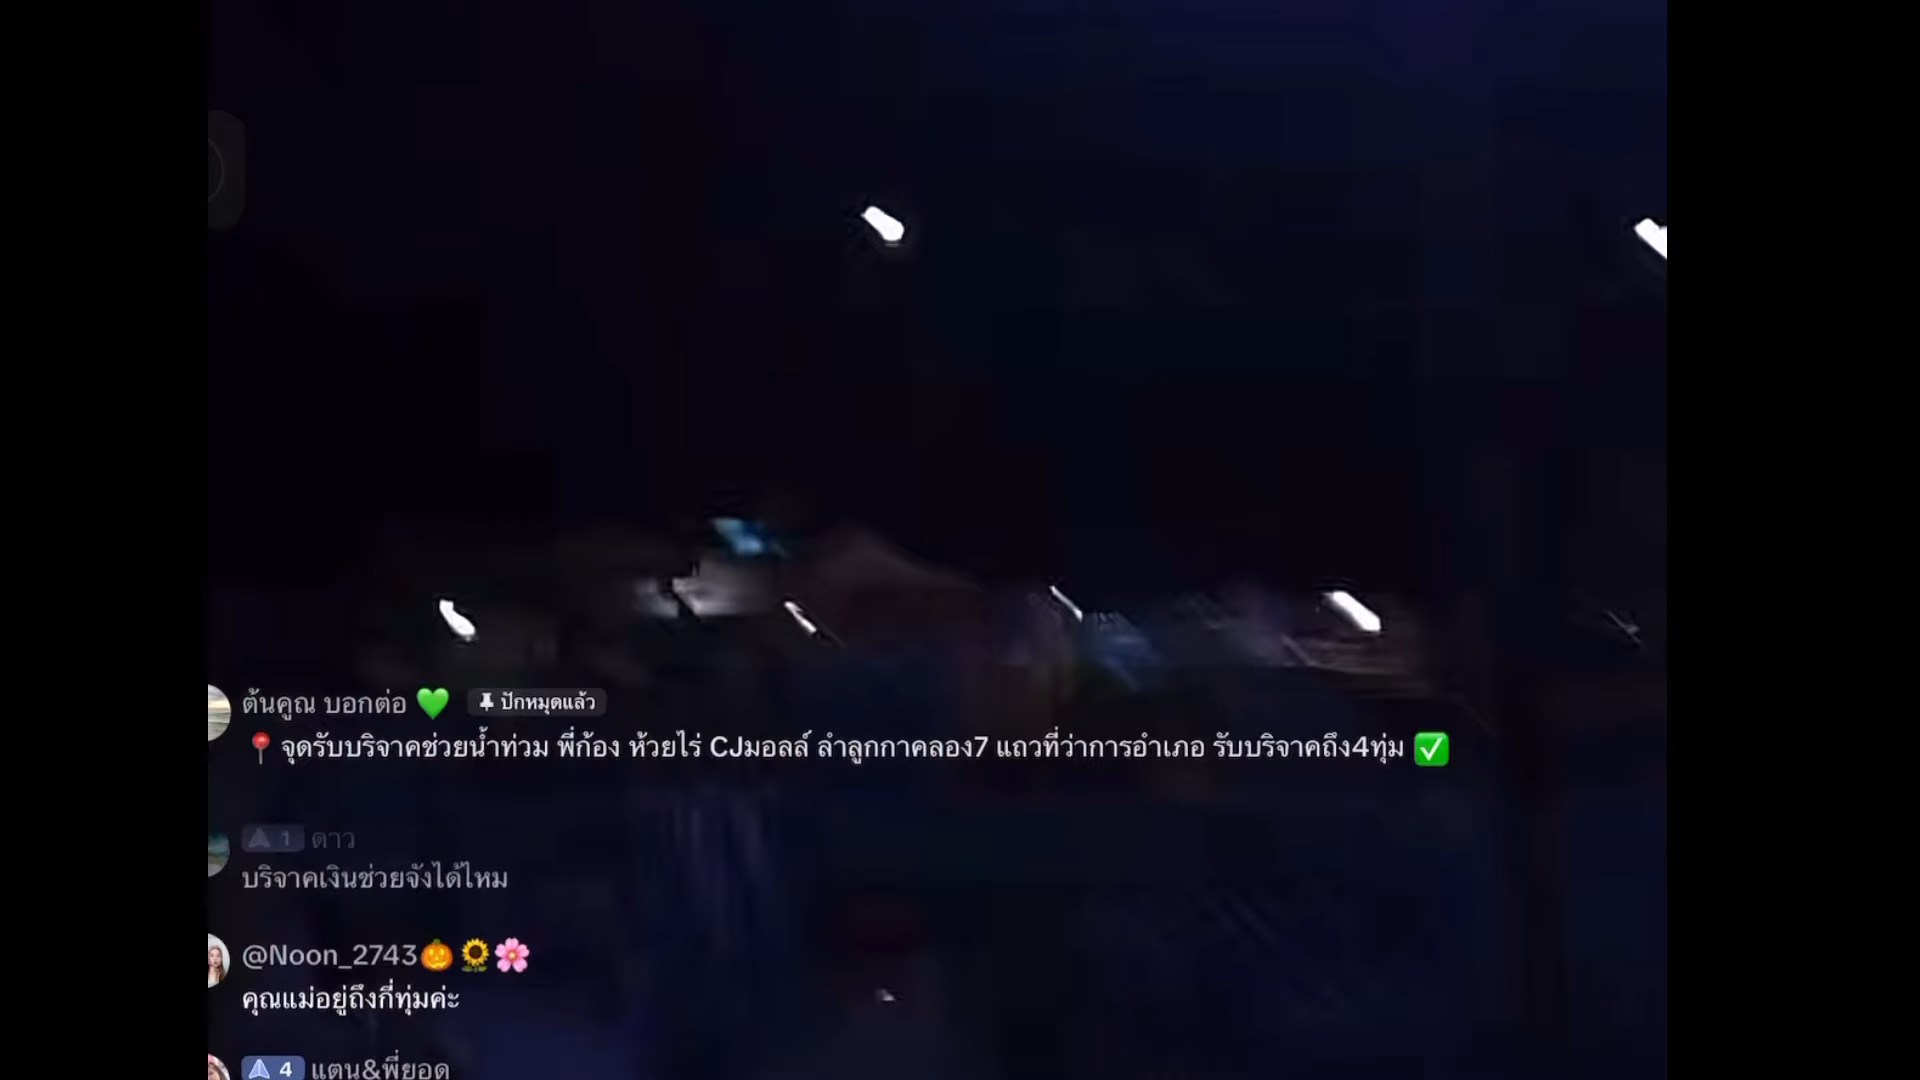 ต้นคูณ บอกต่อ 💚 ปักหมุดแล้ว
📍จุดรับบริจาคช่วยน้ำท่วม พี่ก้อง ห้วยไร่ CJมอลล์ ลำลูกกาคลอง7 แถวที่ว่าการอำเภอ รับบริจาคถึง4ทุ่ม ✅
1 ดาว
บริจาคเงินช่วยจังได้ไหม
@Noon_2743🎃🌻🌸
คุณแม่อยู่ถึงกี่ทุ่มค่ะ
4 แตน&พี่ยอด